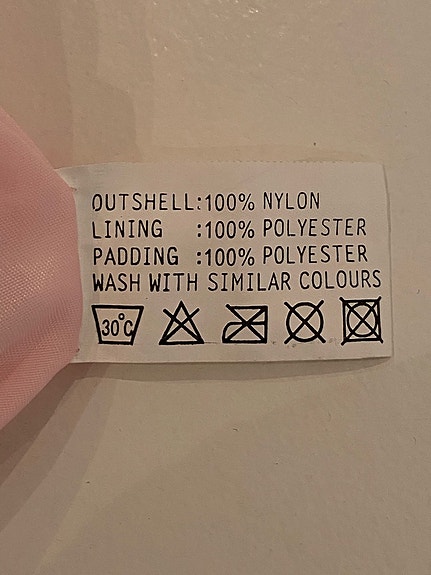 OUTSHELL:100% NYLON
LINING :100% POLYESTER
PADDING :100% POLYESTER
WASH WITH SIMILAR COLOURS
30°C